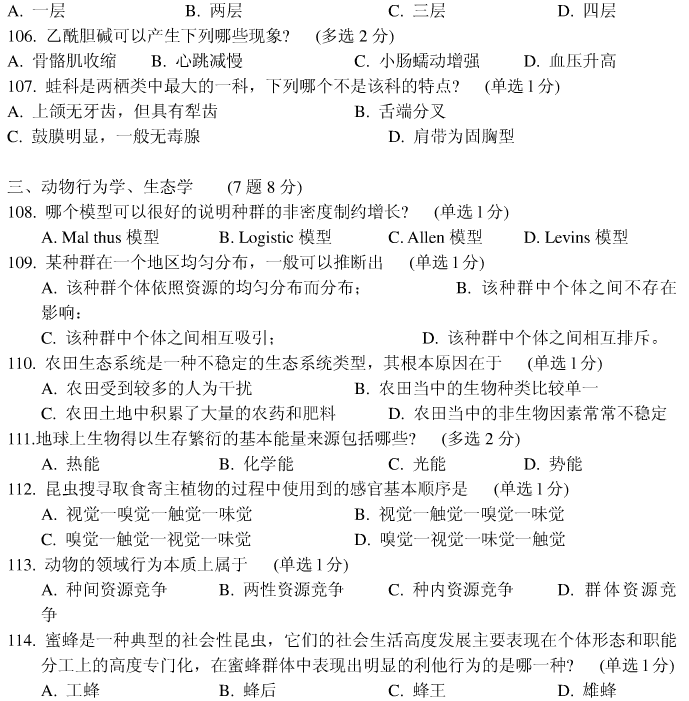 A. 一层 B. 两层 C. 三层 D. 四层
106. 乙酰胆碱可以产生下列哪些现象? (多选 2 分)
A. 骨骼肌收缩 B. 心跳减慢 C. 小肠蠕动增强 D. 血压升高
107. 蛙科是两栖类中最大的一科，下列哪个不是该科的特点? (单选 1 分)
A. 上颌无牙齿，但具有犁齿 B. 舌端分叉
C. 鼓膜明显，一般无毒腺 D. 肩带为固胸型
三、动物行为学、生态学 (7 题 8 分)
108. 哪个模型可以很好的说明种群的非密度制约增长? (单选 1 分)
A. Mal thus 模型 B. Logistic 模型 C. Allen 模型 D. Levins 模型
109. 某种群在一个地区均匀分布，一般可以推断出 (单选 1 分)
A. 该种群个体依照资源的均匀分布而分布； B. 该种群中个体之间不存在
影响：
C. 该种群中个体之间相互吸引； D. 该种群中个体之间相互排斥。
110. 农田生态系统是一种不稳定的生态系统类型，其根本原因在于 (单选 1 分)
A. 农田受到较多的人为干扰 B. 农田当中的生物种类比较单一
C. 农田土地中积累了大量的农药和肥料 D. 农田当中的非生物因素常常不稳定
111.地球上生物得以生存繁衍的基本能量来源包括哪些? (多选 2 分)
A. 热能 B. 化学能 C. 光能 D. 势能
112. 昆虫搜寻取食寄主植物的过程中使用到的感官基本顺序是 (单选 1 分)
A. 视觉一嗅觉一触觉一味觉 B. 视觉一触觉一嗅觉一味觉
C. 嗅觉一触觉一视觉一味觉 D. 嗅觉一视觉一味觉一触觉
113. 动物的领域行为本质上属于 (单选 1 分)
A. 种间资源竞争 B. 两性资源竞争 C. 种内资源竞争 D. 群体资源竞
争
114. 蜜蜂是一种典型的社会性昆虫，它们的社会生活高度发展主要表现在个体形态和职能
分工上的高度专门化，在蜜蜂群体中表现出明显的利他行为的是哪一种? (单选 1 分)
A. 工蜂 B. 蜂后 C. 蜂王 D. 雄蜂